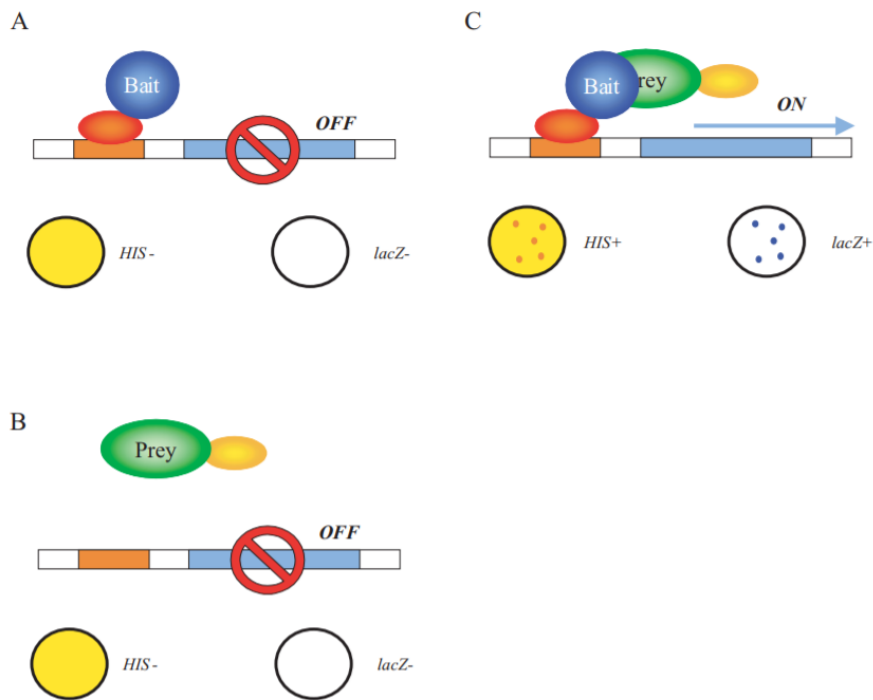 A
Bait
OFF
HIS-
lacZ-
C
Bait
rey
ON
HIS+
lacZ+
B
Prey
OFF
HIS-
lacZ-